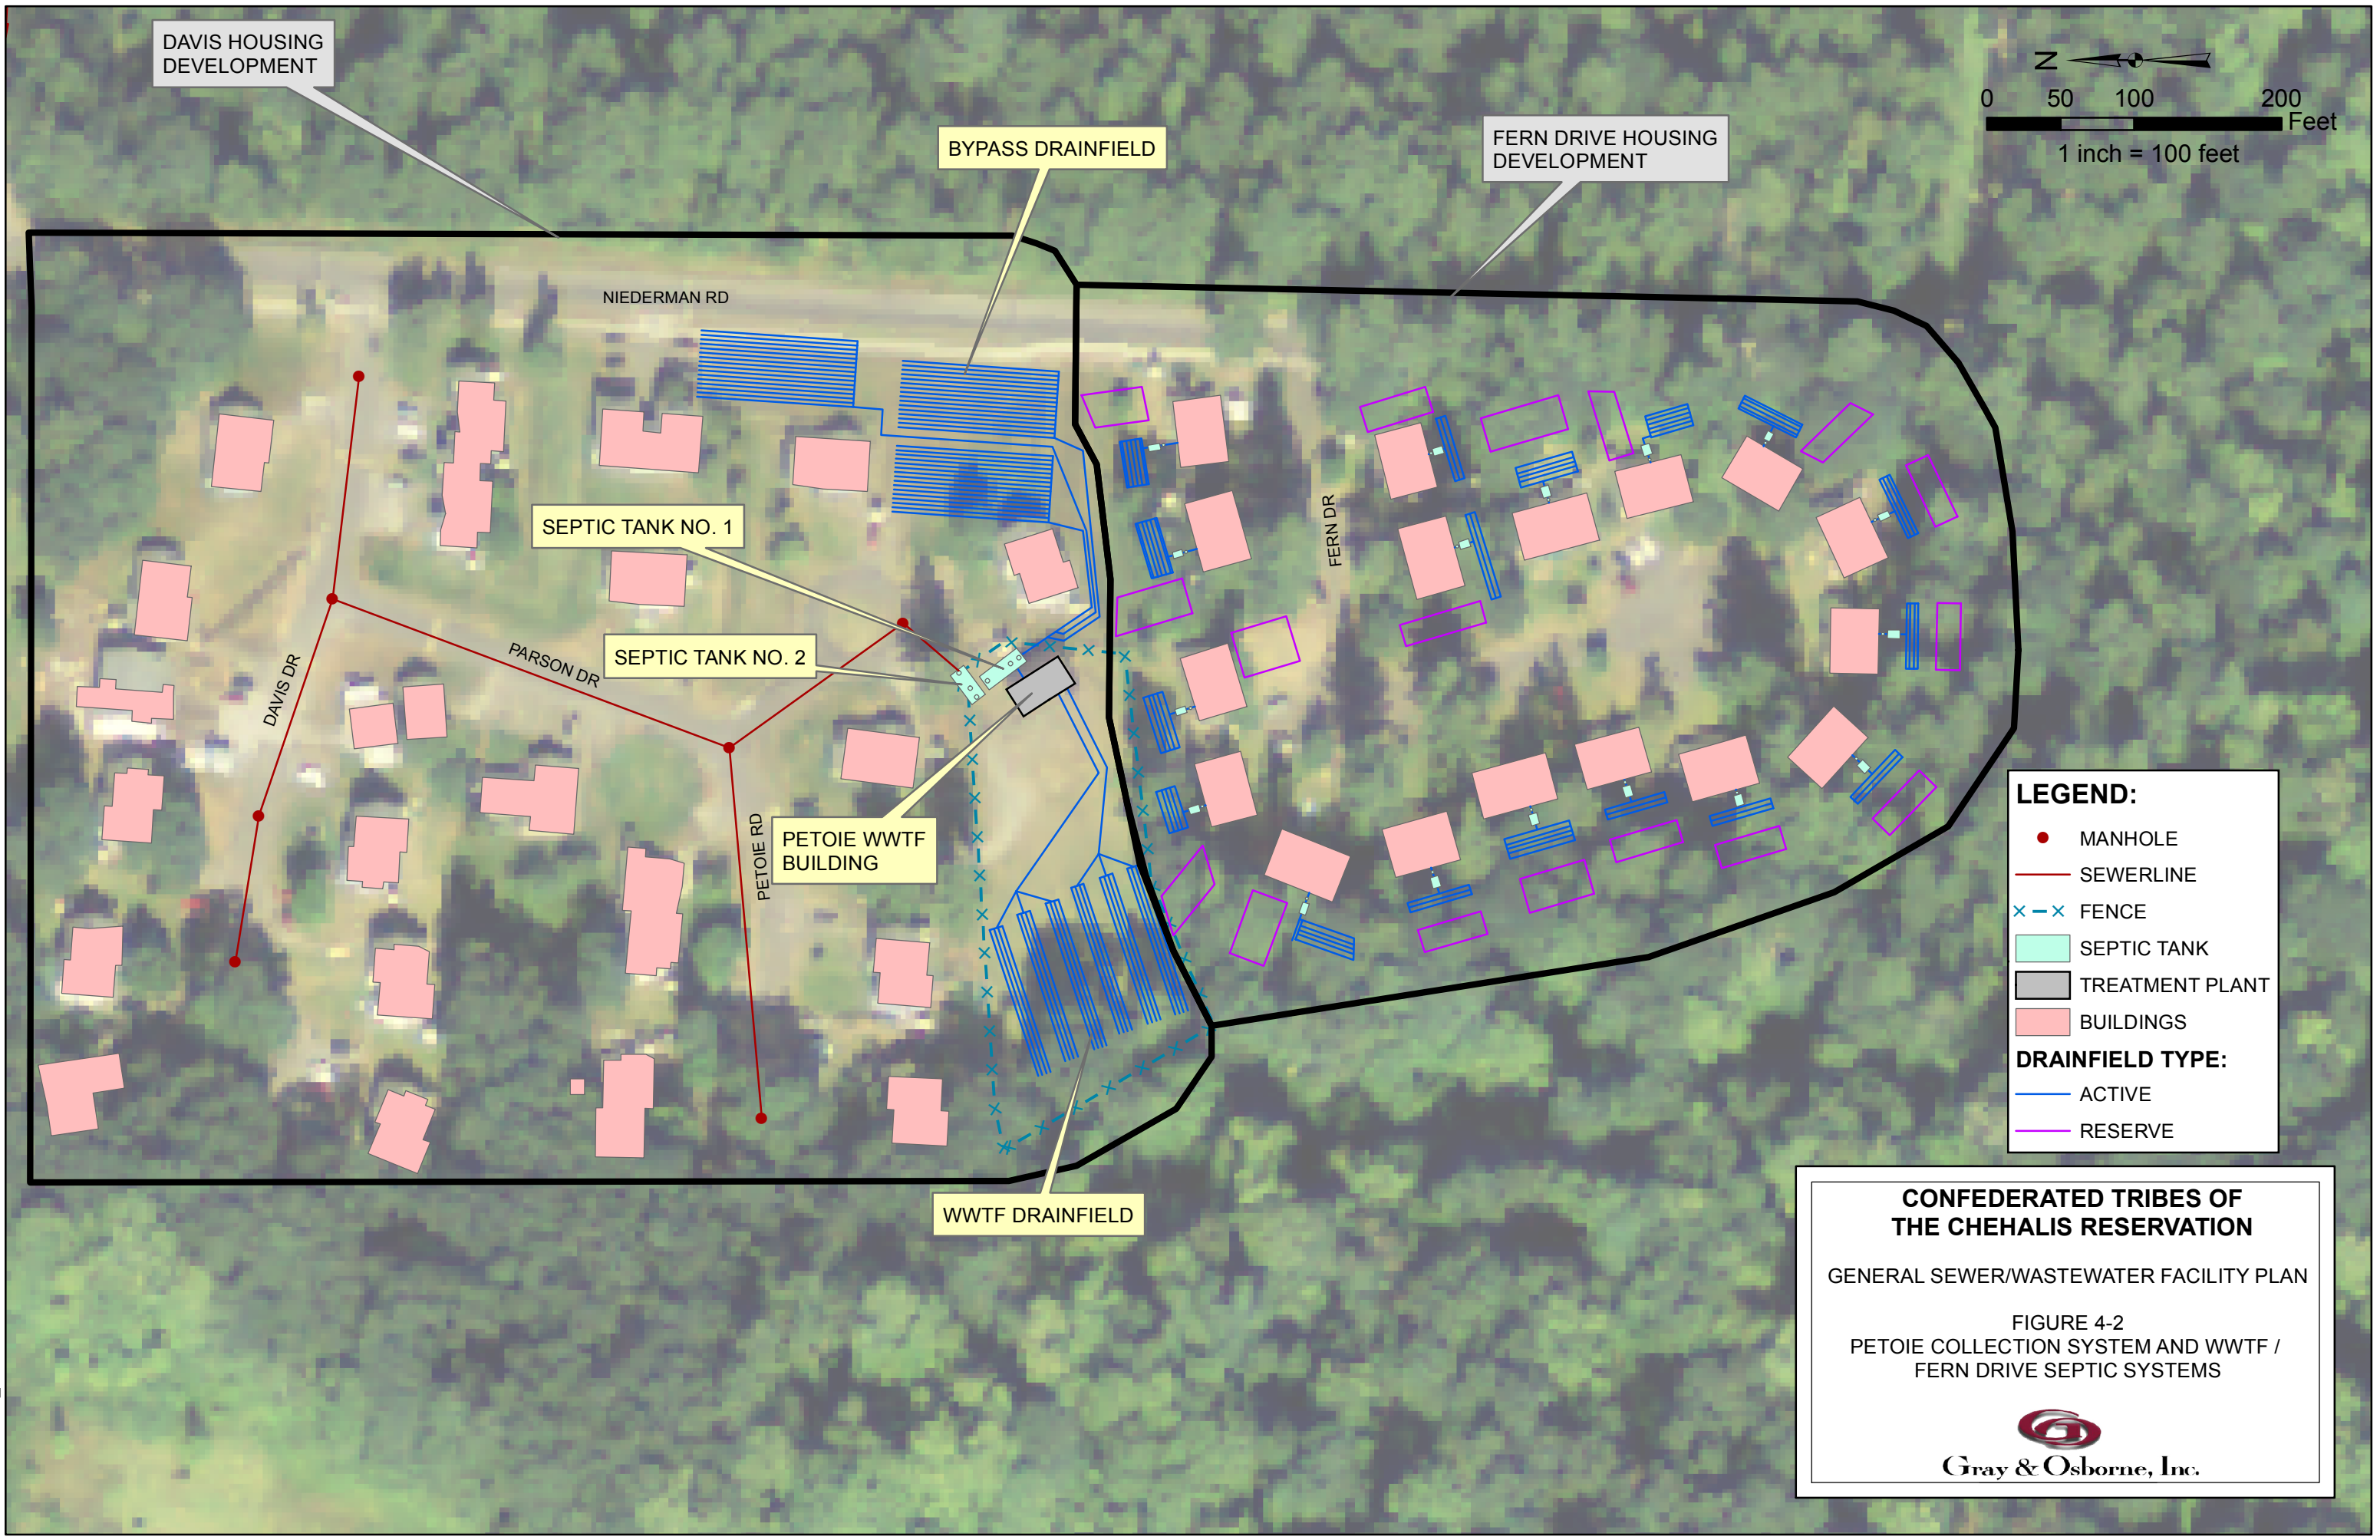 DAVIS HOUSING
DEVELOPMENT
BYPASS DRAINFIELD
FERN DRIVE HOUSING
DEVELOPMENT
N
0 50 100 200
Feet
1 inch = 100 feet
NIEDERMAN RD
SEPTIC TANK NO. 1
FERN DR
SEPTIC TANK NO. 2
PARSON DR
DAVIS DR
PETOIE RD
PETOIE WWTF
BUILDING
WWTF DRAINFIELD
LEGEND:
MANHOLE
SEWERLINE
FENCE
SEPTIC TANK
TREATMENT PLANT
BUILDINGS
DRAINFIELD TYPE:
ACTIVE
RESERVE
CONFEDERATED TRIBES OF
THE CHEHALIS RESERVATION
GENERAL SEWER/WASTEWATER FACILITY PLAN
FIGURE 4-2
PETOIE COLLECTION SYSTEM AND WWTF /
FERN DRIVE SEPTIC SYSTEMS
Gray & Osborne, Inc.